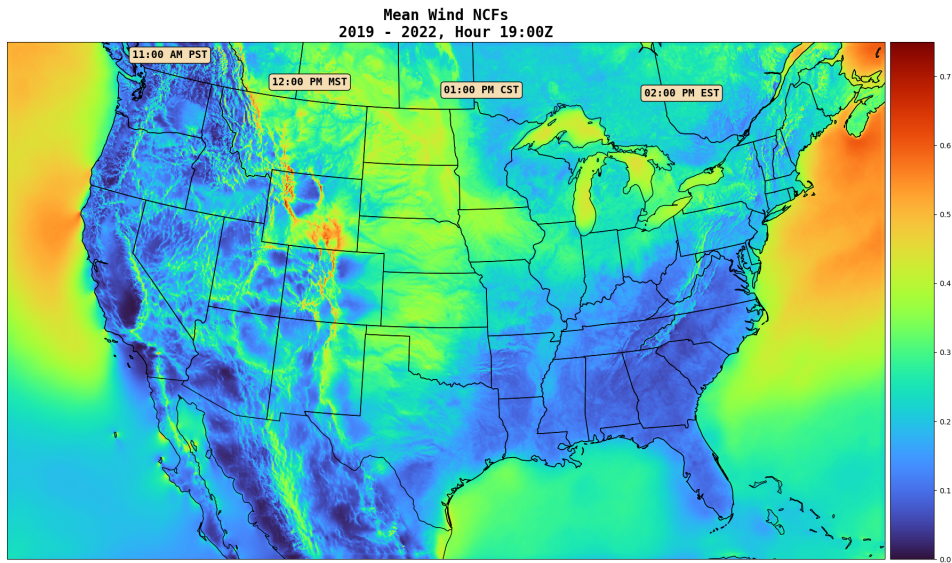 Mean Wind NCFs
2019 - 2022, Hour 19:00Z
11:00 AM PST
12:00 PM MST
01:00 PM CST
02:00 PM EST
0.7
0.6
0.5
0.4
0.3
0.2
0.1
0.0